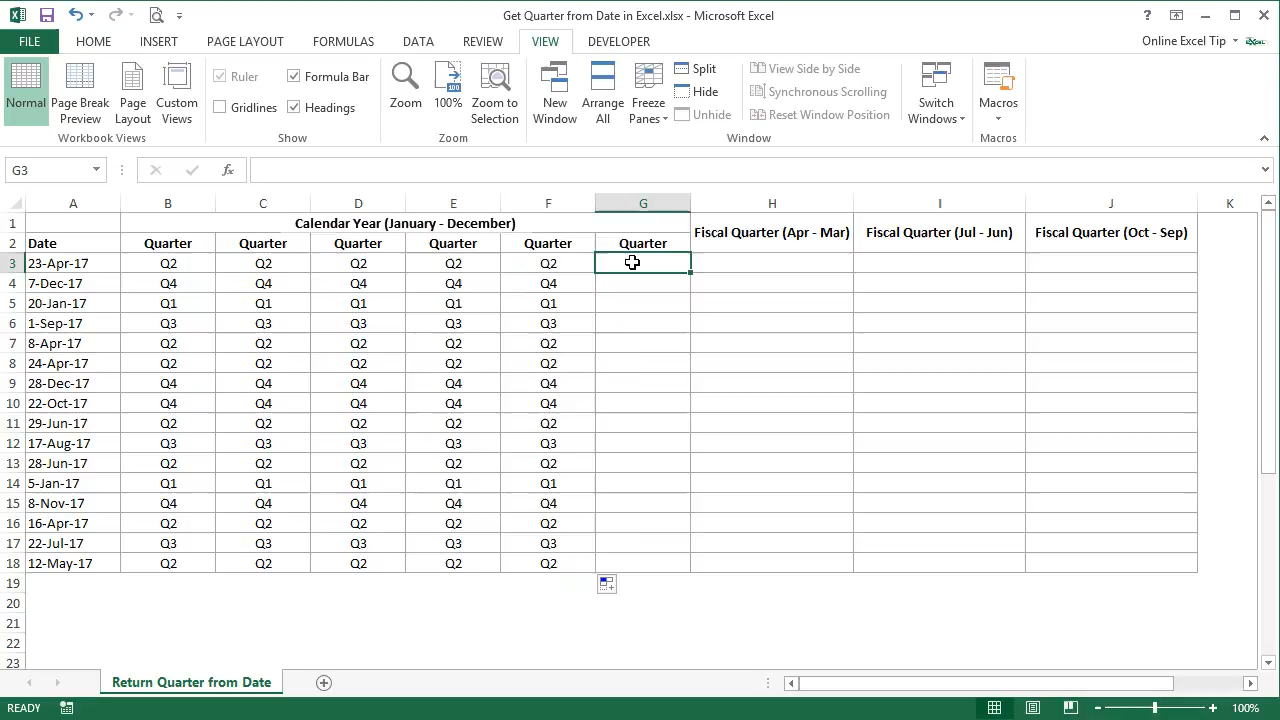 Get Quarter from Date in Excel.xlsx - Microsoft Excel
?
FILE HOME INSERT PAGE LAYOUT FORMULAS DATA REVIEW VIEW DEVELOPER Online Excel Tip
Normal Page Break Preview Page Layout Custom Views
Workbook Views
Ruler Formula Bar
Gridlines Headings
Show
Zoom 100% Zoom to Selection
Zoom
New Window Arrange All Freeze Panes
Split
Hide
Unhide
View Side by Side
Synchronous Scrolling
Reset Window Position
Window
Switch Windows
Macros
Macros
G3 fx
A B C D E F G H I J K
1 Calendar Year (January - December) Fiscal Quarter (Apr - Mar) Fiscal Quarter (Jul - Jun) Fiscal Quarter (Oct - Sep)
2 Date Quarter Quarter Quarter Quarter Quarter Quarter
3 23-Apr-17 Q2 Q2 Q2 Q2 Q2
4 7-Dec-17 Q4 Q4 Q4 Q4 Q4
5 20-Jan-17 Q1 Q1 Q1 Q1 Q1
6 1-Sep-17 Q3 Q3 Q3 Q3 Q3
7 8-Apr-17 Q2 Q2 Q2 Q2 Q2
8 24-Apr-17 Q2 Q2 Q2 Q2 Q2
9 28-Dec-17 Q4 Q4 Q4 Q4 Q4
10 22-Oct-17 Q4 Q4 Q4 Q4 Q4
11 29-Jun-17 Q2 Q2 Q2 Q2 Q2
12 17-Aug-17 Q3 Q3 Q3 Q3 Q3
13 28-Jun-17 Q2 Q2 Q2 Q2 Q2
14 5-Jan-17 Q1 Q1 Q1 Q1 Q1
15 8-Nov-17 Q4 Q4 Q4 Q4 Q4
16 16-Apr-17 Q2 Q2 Q2 Q2 Q2
17 22-Jul-17 Q3 Q3 Q3 Q3 Q3
18 12-May-17 Q2 Q2 Q2 Q2 Q2
19
20
21
22
23
Return Quarter from Date
READY 100%